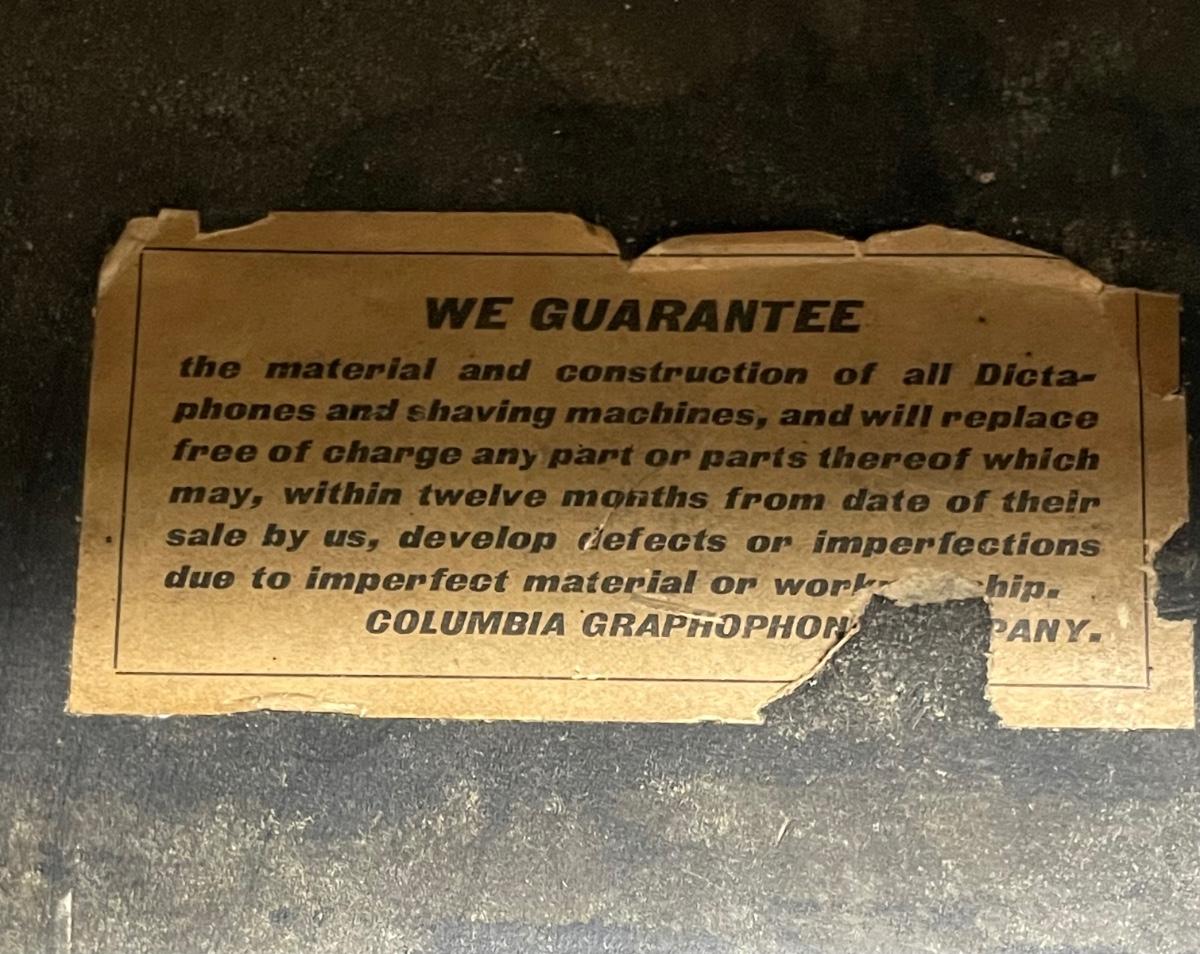 WE GUARANTEE
the material and construction of all Dicta-
phones and shaving machines, and will replace
free of charge any part or parts thereof which
may, within twelve months from date of their
sale by us, develop defects or imperfections
due to imperfect material or
COLUMBIA